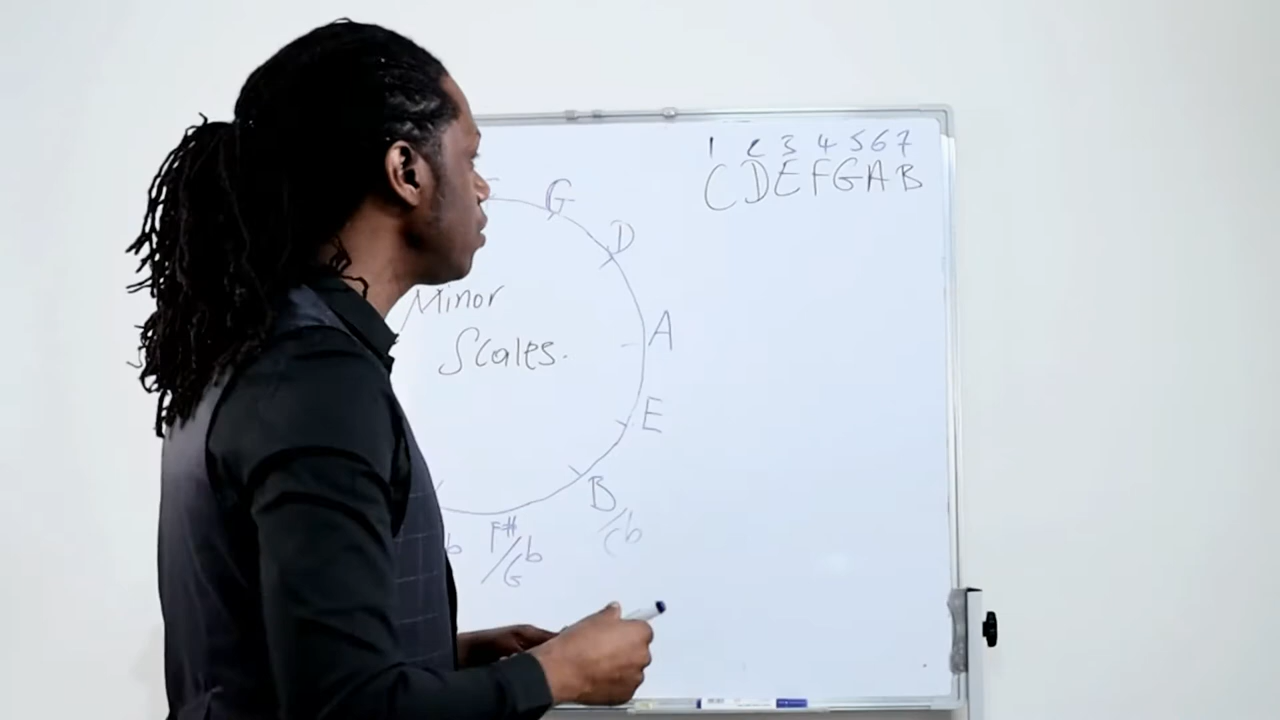 1 2 3 4 5 6 7
C D E F G A B
G
D
Minor
Scales.
A
E
B/Cb
F#/Gb
b